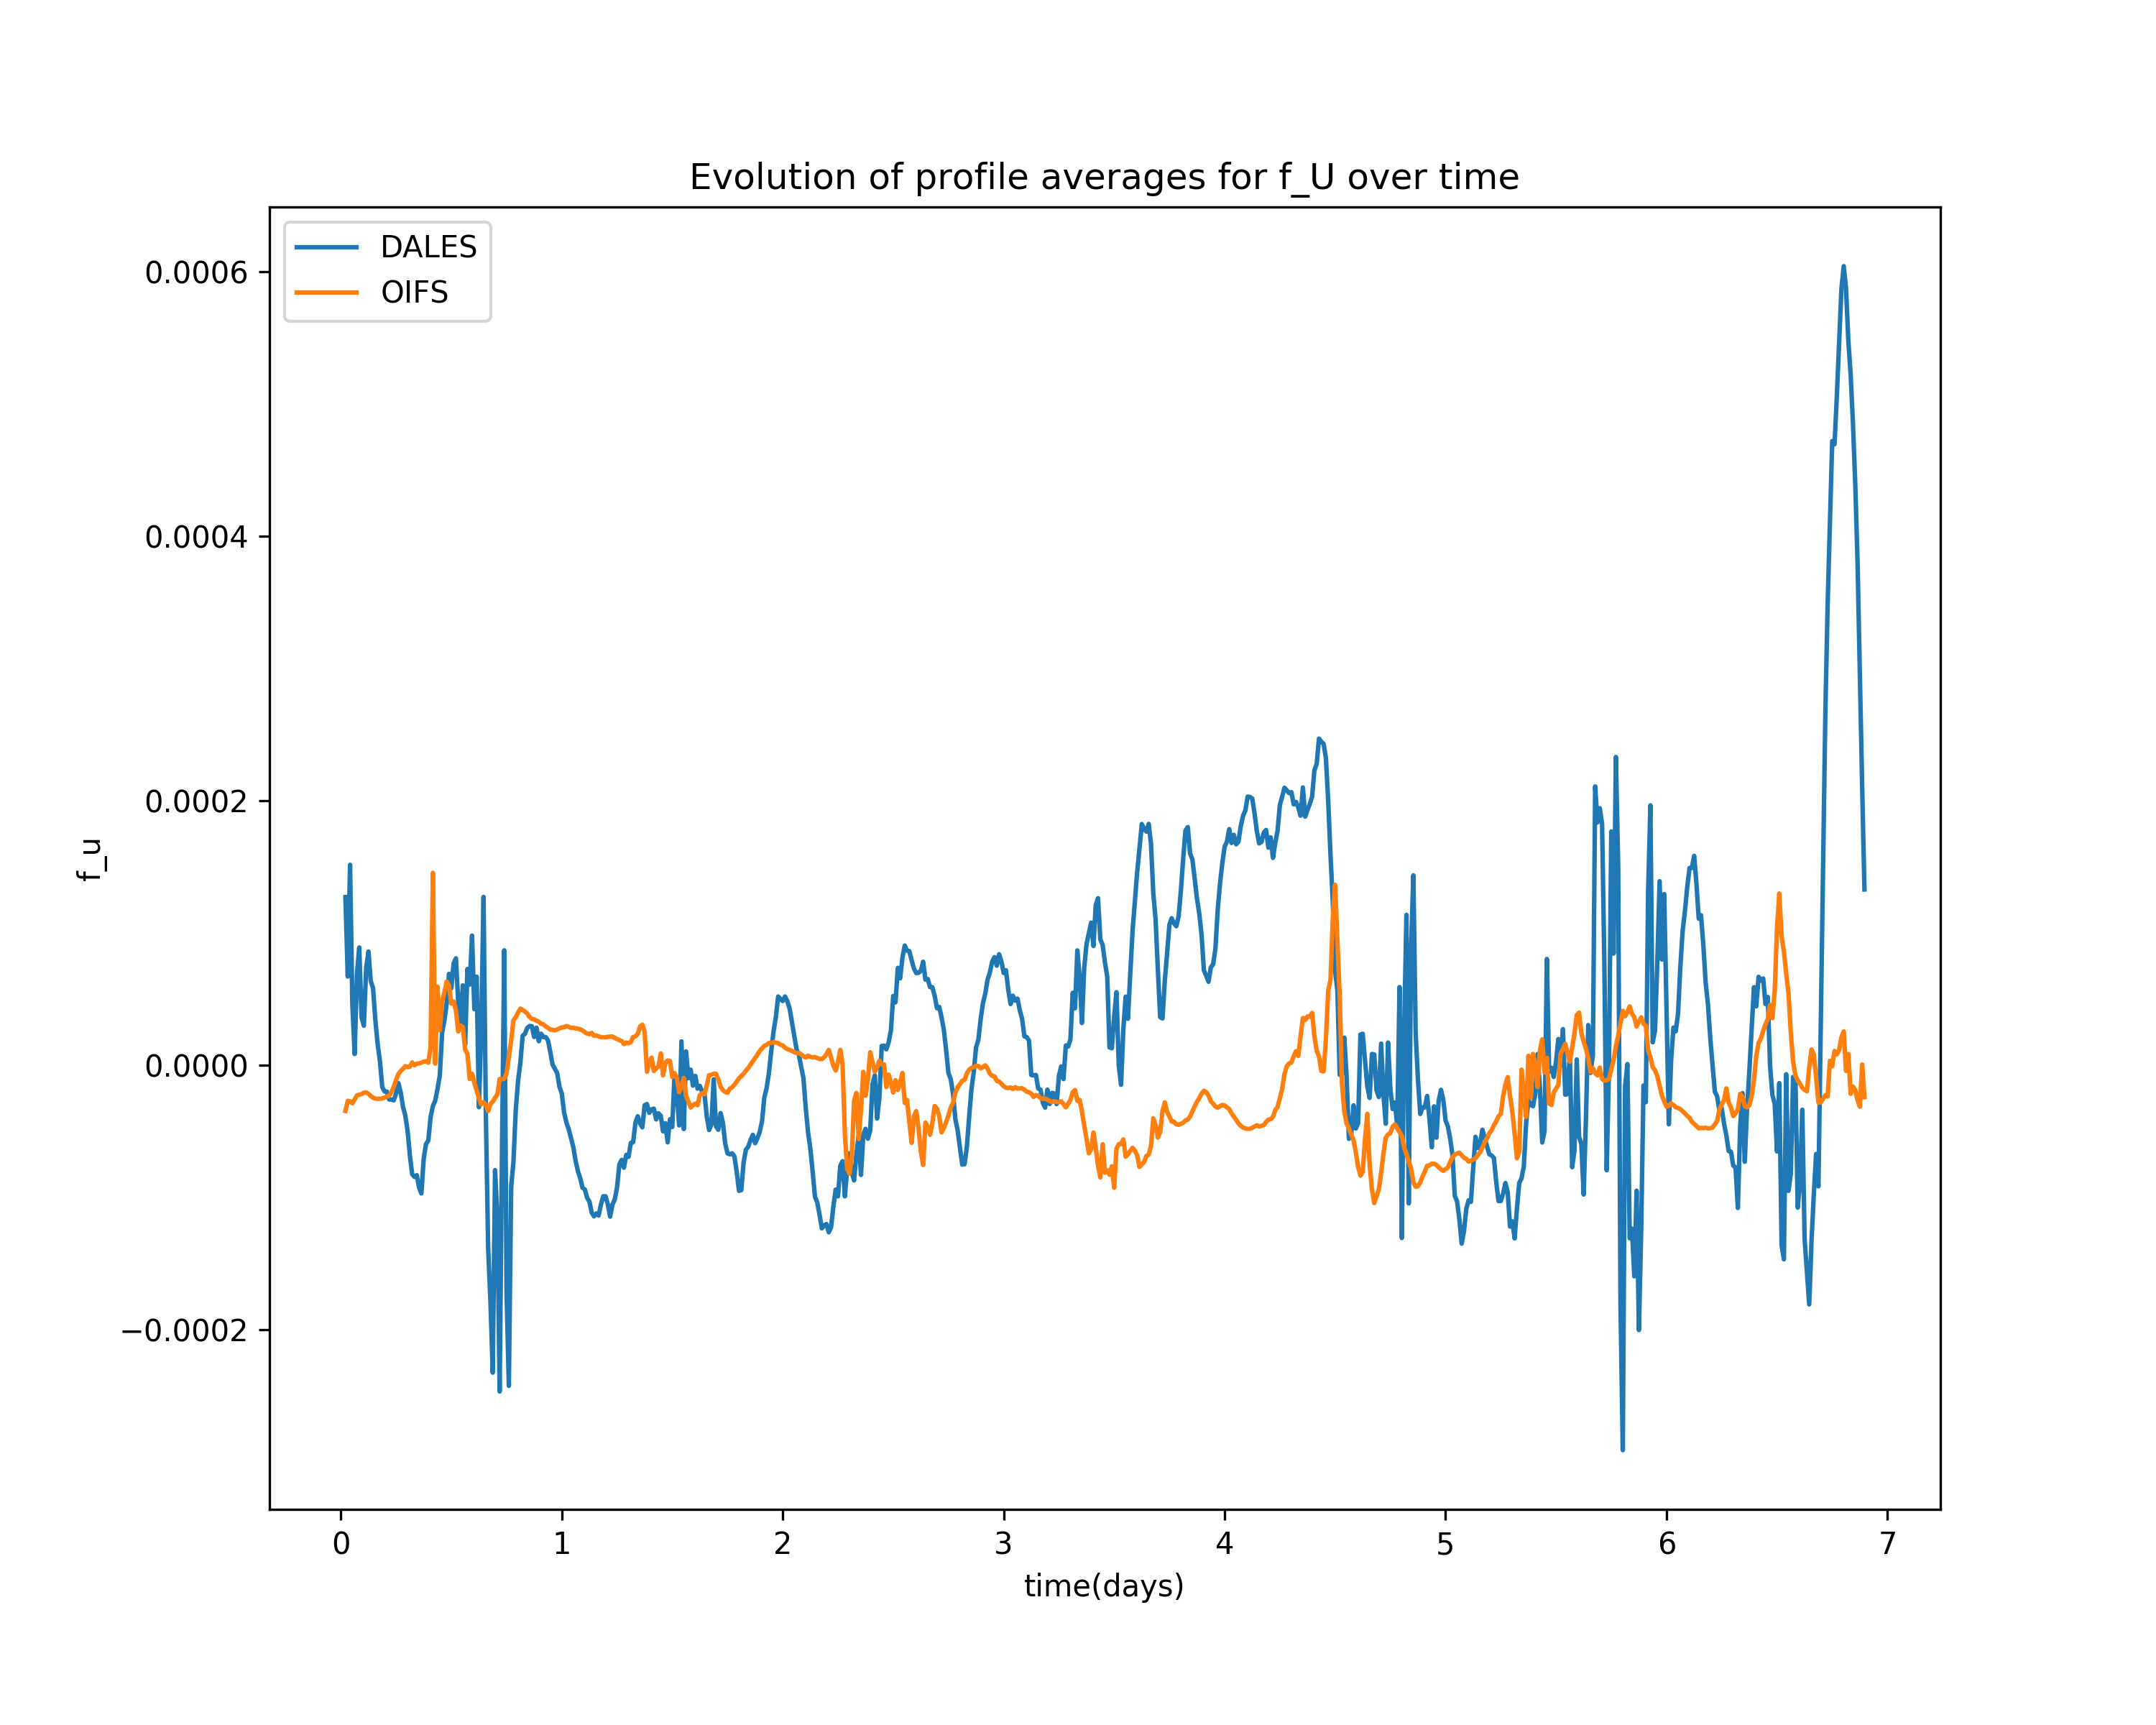 Evolution of profile averages for f_U over time
DALES
OIFS
0.0006
0.0004
0.0002
0.0000
−0.0002
f_u
0 1 2 3 4 5 6 7
time(days)